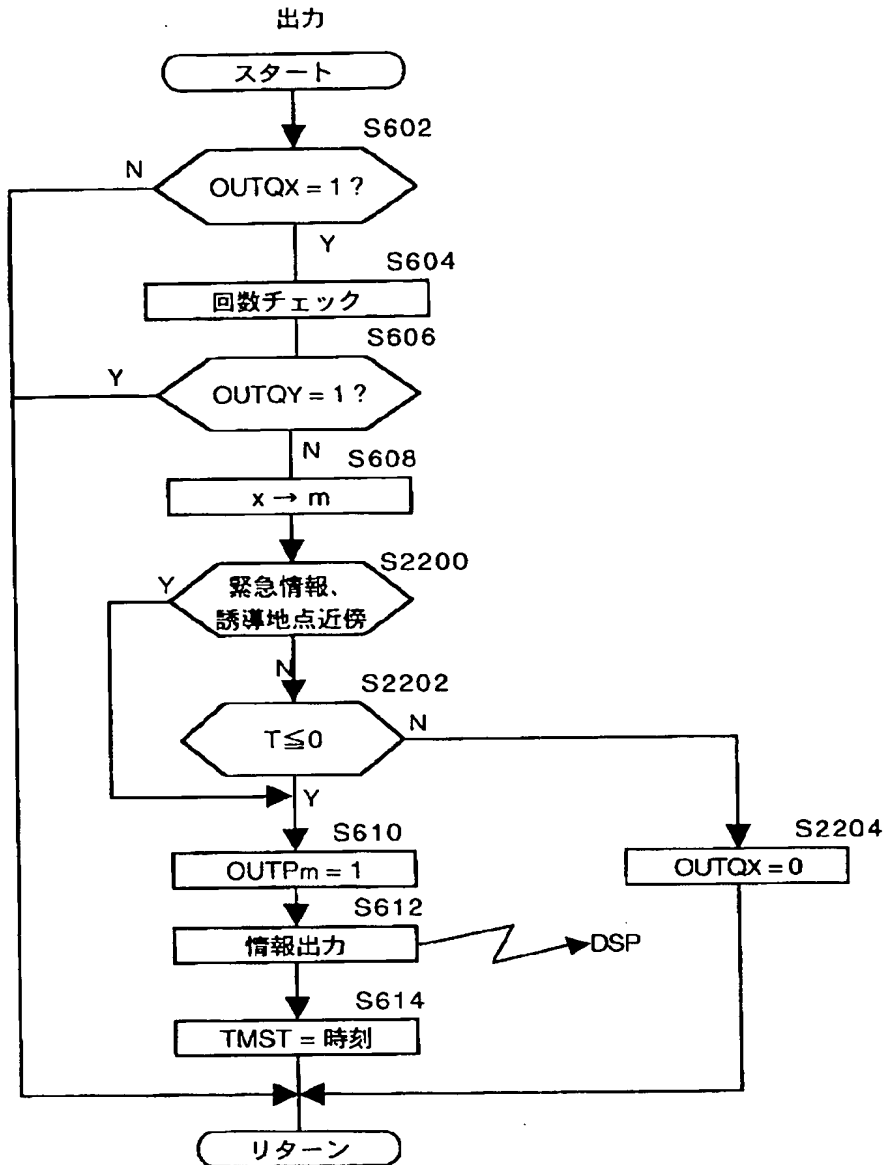 出力
スタート
S602
N
OUTQX = 1 ?
Y
S604
回数チェック
S606
Y
OUTQY = 1 ?
N
S608
x → m
S2200
Y
緊急情報、
誘導地点近傍
N
S2202
T≦0
N
Y
S610
OUTPm = 1
S2204
OUTQX = 0
S612
情報出力
DSP
S614
TMST = 時刻
リターン